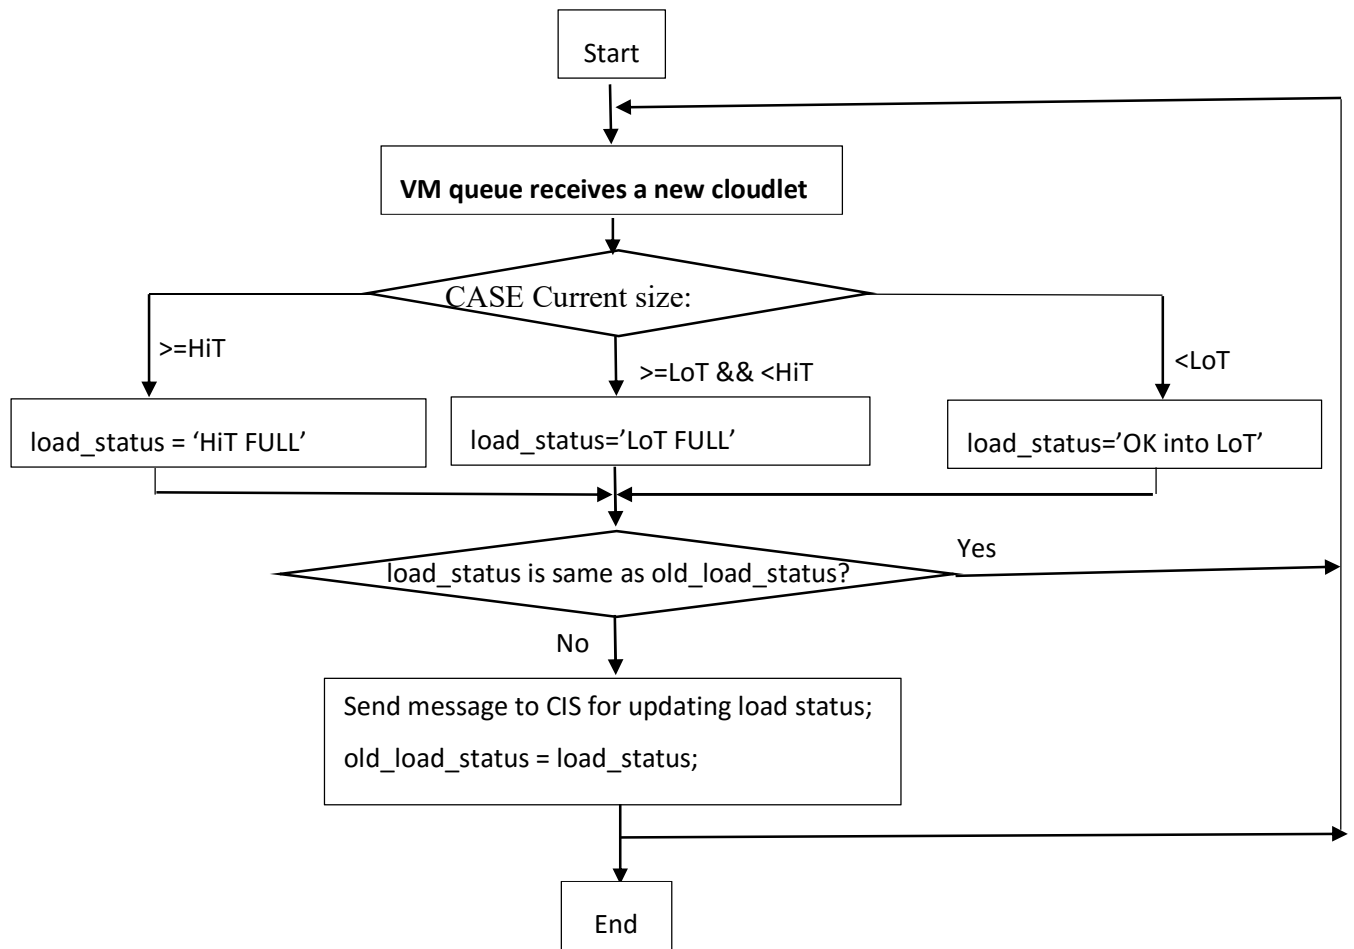 Start
VM queue receives a new cloudlet
CASE Current size:
>=HiT
>=LoT && <HiT
<LoT
load_status = ‘HiT FULL’
load_status=’LoT FULL’
load_status=’OK into LoT’
load_status is same as old_load_status?
Yes
No
Send message to CIS for updating load status;
old_load_status = load_status;
End